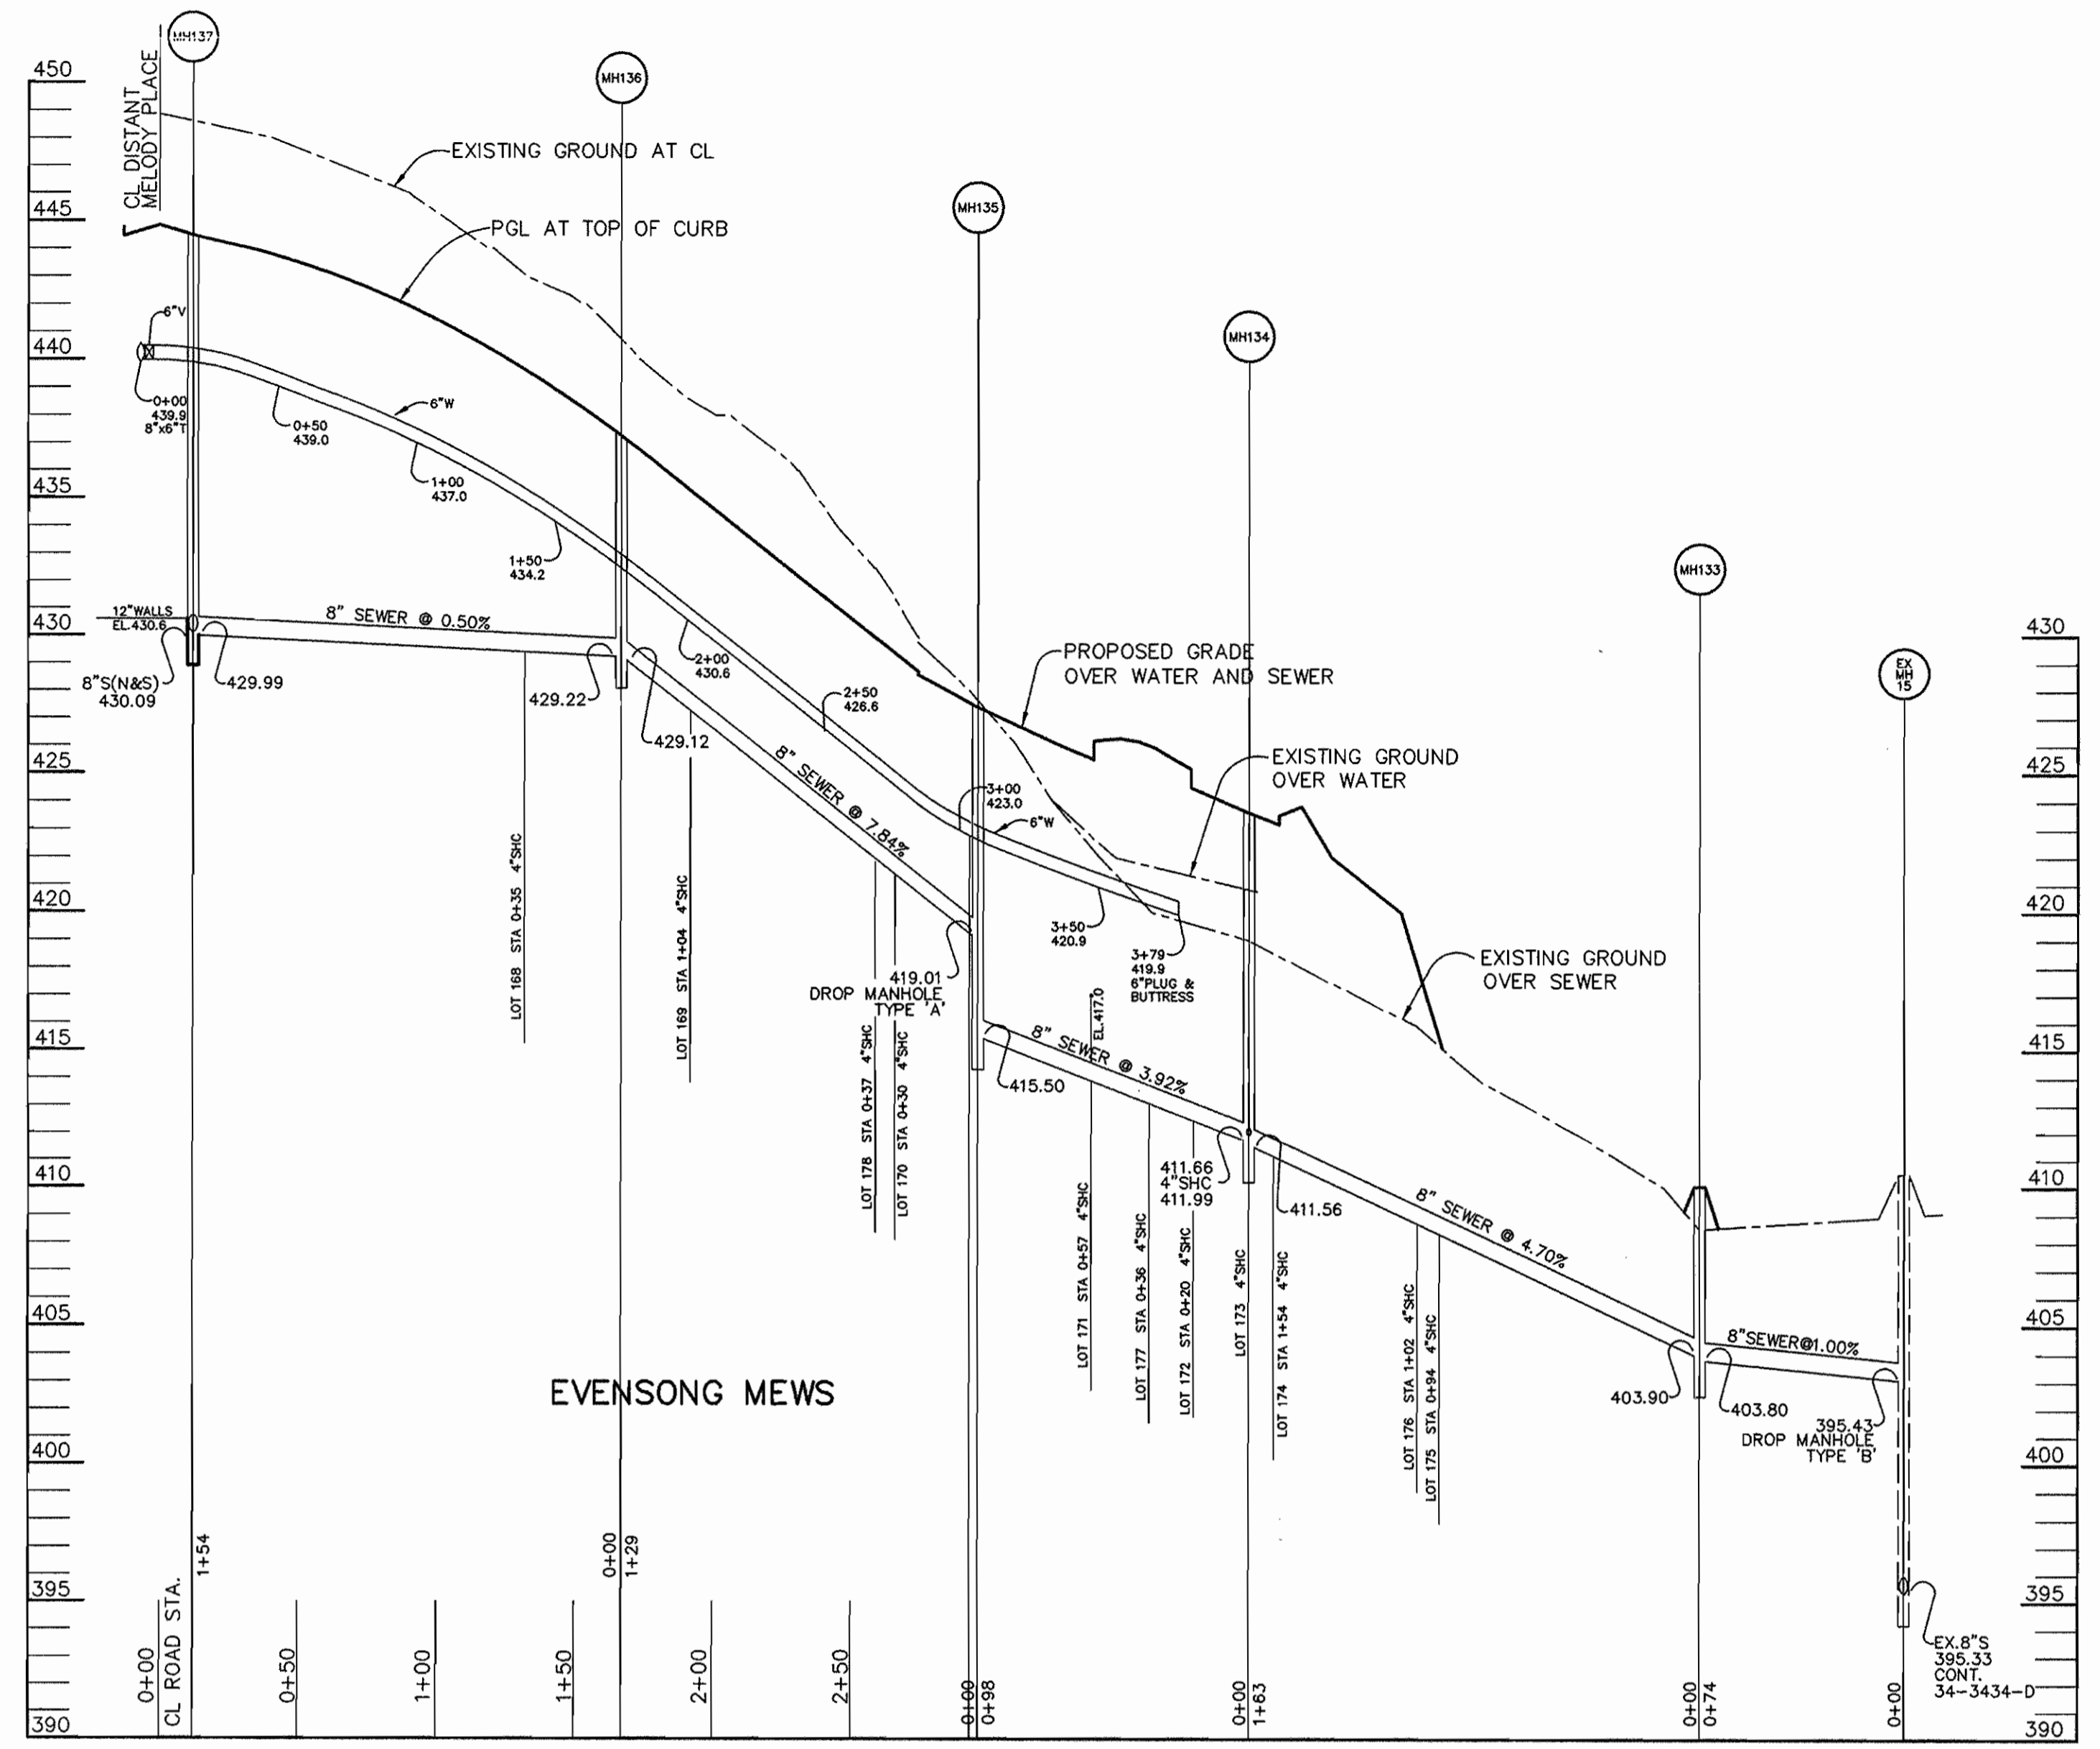 MH137
MH136
MH135
MH134
MH133
EX
MH
15
450
445
440
435
430
425
420
415
410
405
400
395
390
430
425
420
415
410
405
400
395
390
CL DISTANT
MELODY PLACE
EXISTING GROUND AT CL
PGL AT TOP OF CURB
6"V
0+00
439.9
8"x6"T
0+50
439.0
6"W
1+00
437.0
1+50
434.2
12"WALLS
EL.430.6
8" SEWER @ 0.50%
8"S(N&S)
430.09
429.99
429.22
429.12
2+00
430.6
2+50
426.6
8" SEWER @ 7.84%
3+00
423.0
6"W
PROPOSED GRADE
OVER WATER AND SEWER
EXISTING GROUND
OVER WATER
3+50
420.9
3+79
419.9
6"PLUG &
BUTTRESS
EXISTING GROUND
OVER SEWER
419.01
DROP MANHOLE
TYPE 'A'
EL.417.0
8" SEWER @ 3.92%
415.50
411.66
4"SHC
411.99
411.56
8" SEWER @ 4.70%
8"SEWER@1.00%
403.90
403.80
395.43
DROP MANHOLE
TYPE 'B'
LOT 168 STA 0+35 4"SHC
LOT 169 STA 1+04 4"SHC
LOT 178 STA 0+37 4"SHC
LOT 170 STA 0+30 4"SHC
LOT 171 STA 0+57 4"SHC
LOT 177 STA 0+36 4"SHC
LOT 172 STA 0+20 4"SHC
LOT 173 4"SHC
LOT 174 STA 1+54 4"SHC
LOT 176 STA 1+02 4"SHC
LOT 175 STA 0+94 4"SHC
EVENSONG MEWS
EX.8"S
395.33
CONT.
34-3434-D
0+00
CL ROAD STA.
1+54
0+50
1+00
1+50
0+00
1+29
2+00
2+50
0+00
0+98
0+00
1+63
0+00
0+74
0+00